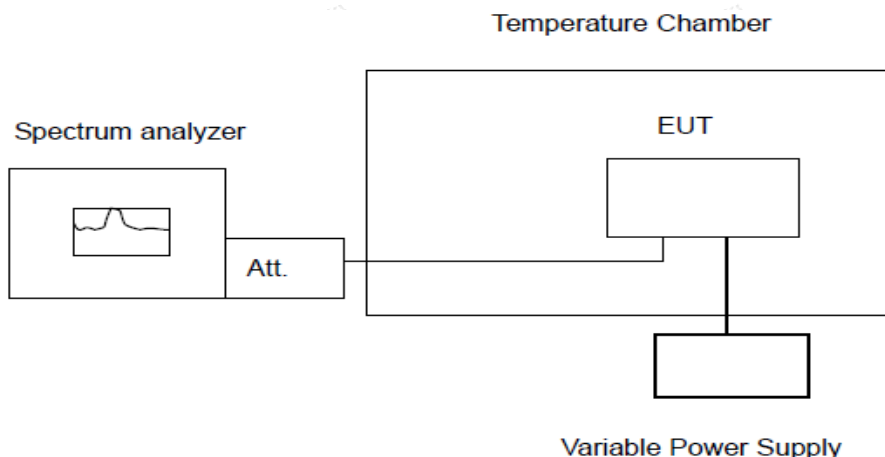 Temperature Chamber
Spectrum analyzer
EUT
Att.
Variable Power Supply